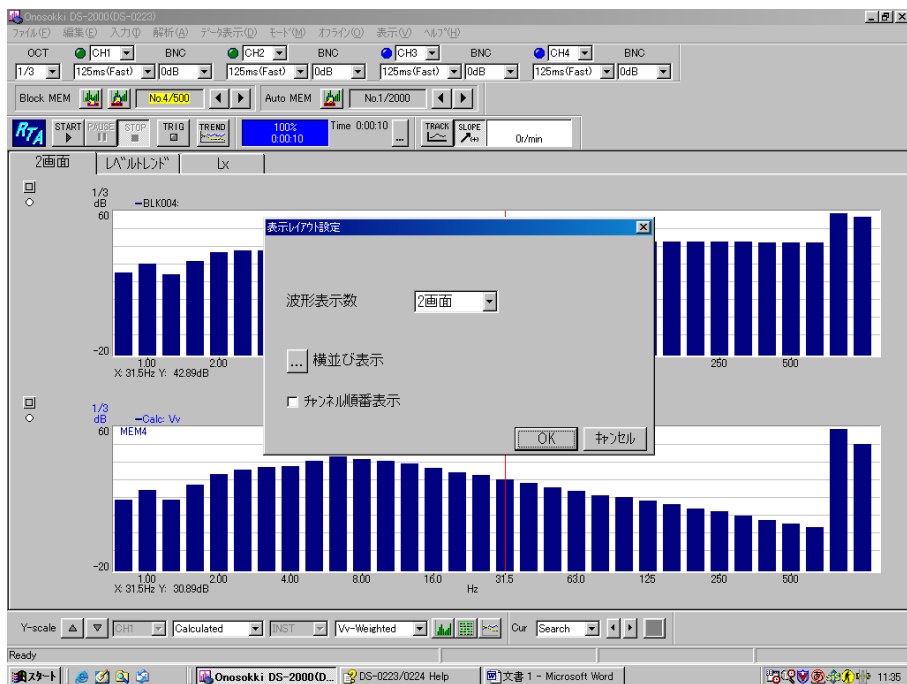 Onosokki DS-2000(DS-0223)
ファイル(F) 編集(E) 入力(I) 解析(A) データ表示(D) モード(M) オフライン(O) 表示(V) ヘルプ(H)
OCT CH1 BNC CH2 BNC CH3 BNC CH4 BNC
1/3 125ms(Fast) 0dB 125ms(Fast) 0dB 125ms(Fast) 0dB 125ms(Fast) 0dB
Block MEM No.4/500 Auto MEM No.1/2000
RTA START PAUSE STOP TRIG TREND 100% 0:00:10 Time 0:00:10 ... TRACK SLOPE 0r/min
2画面 レベルトレンド Lx
1/3
dB BLK004:
60
-20
1.00 2.00 250 500
X: 31.5Hz Y: 42.89dB
表示レイアウト設定
波形表示数 2画面
... 横並び表示
チャンネル順番表示
OK キャンセル
1/3
dB Calc: Vv
60 MEM4
-20
1.00 2.00 4.00 8.00 16.0 31.5 63.0 125 250 500
X: 31.5Hz Y: 30.89dB Hz
Y-scale CH1 Calculated INST Vv-Weighted Cur Search
Ready
スタート Onosokki DS-2000(D... DS-0223/0224 Help 文書 1 - Microsoft Word 11:35